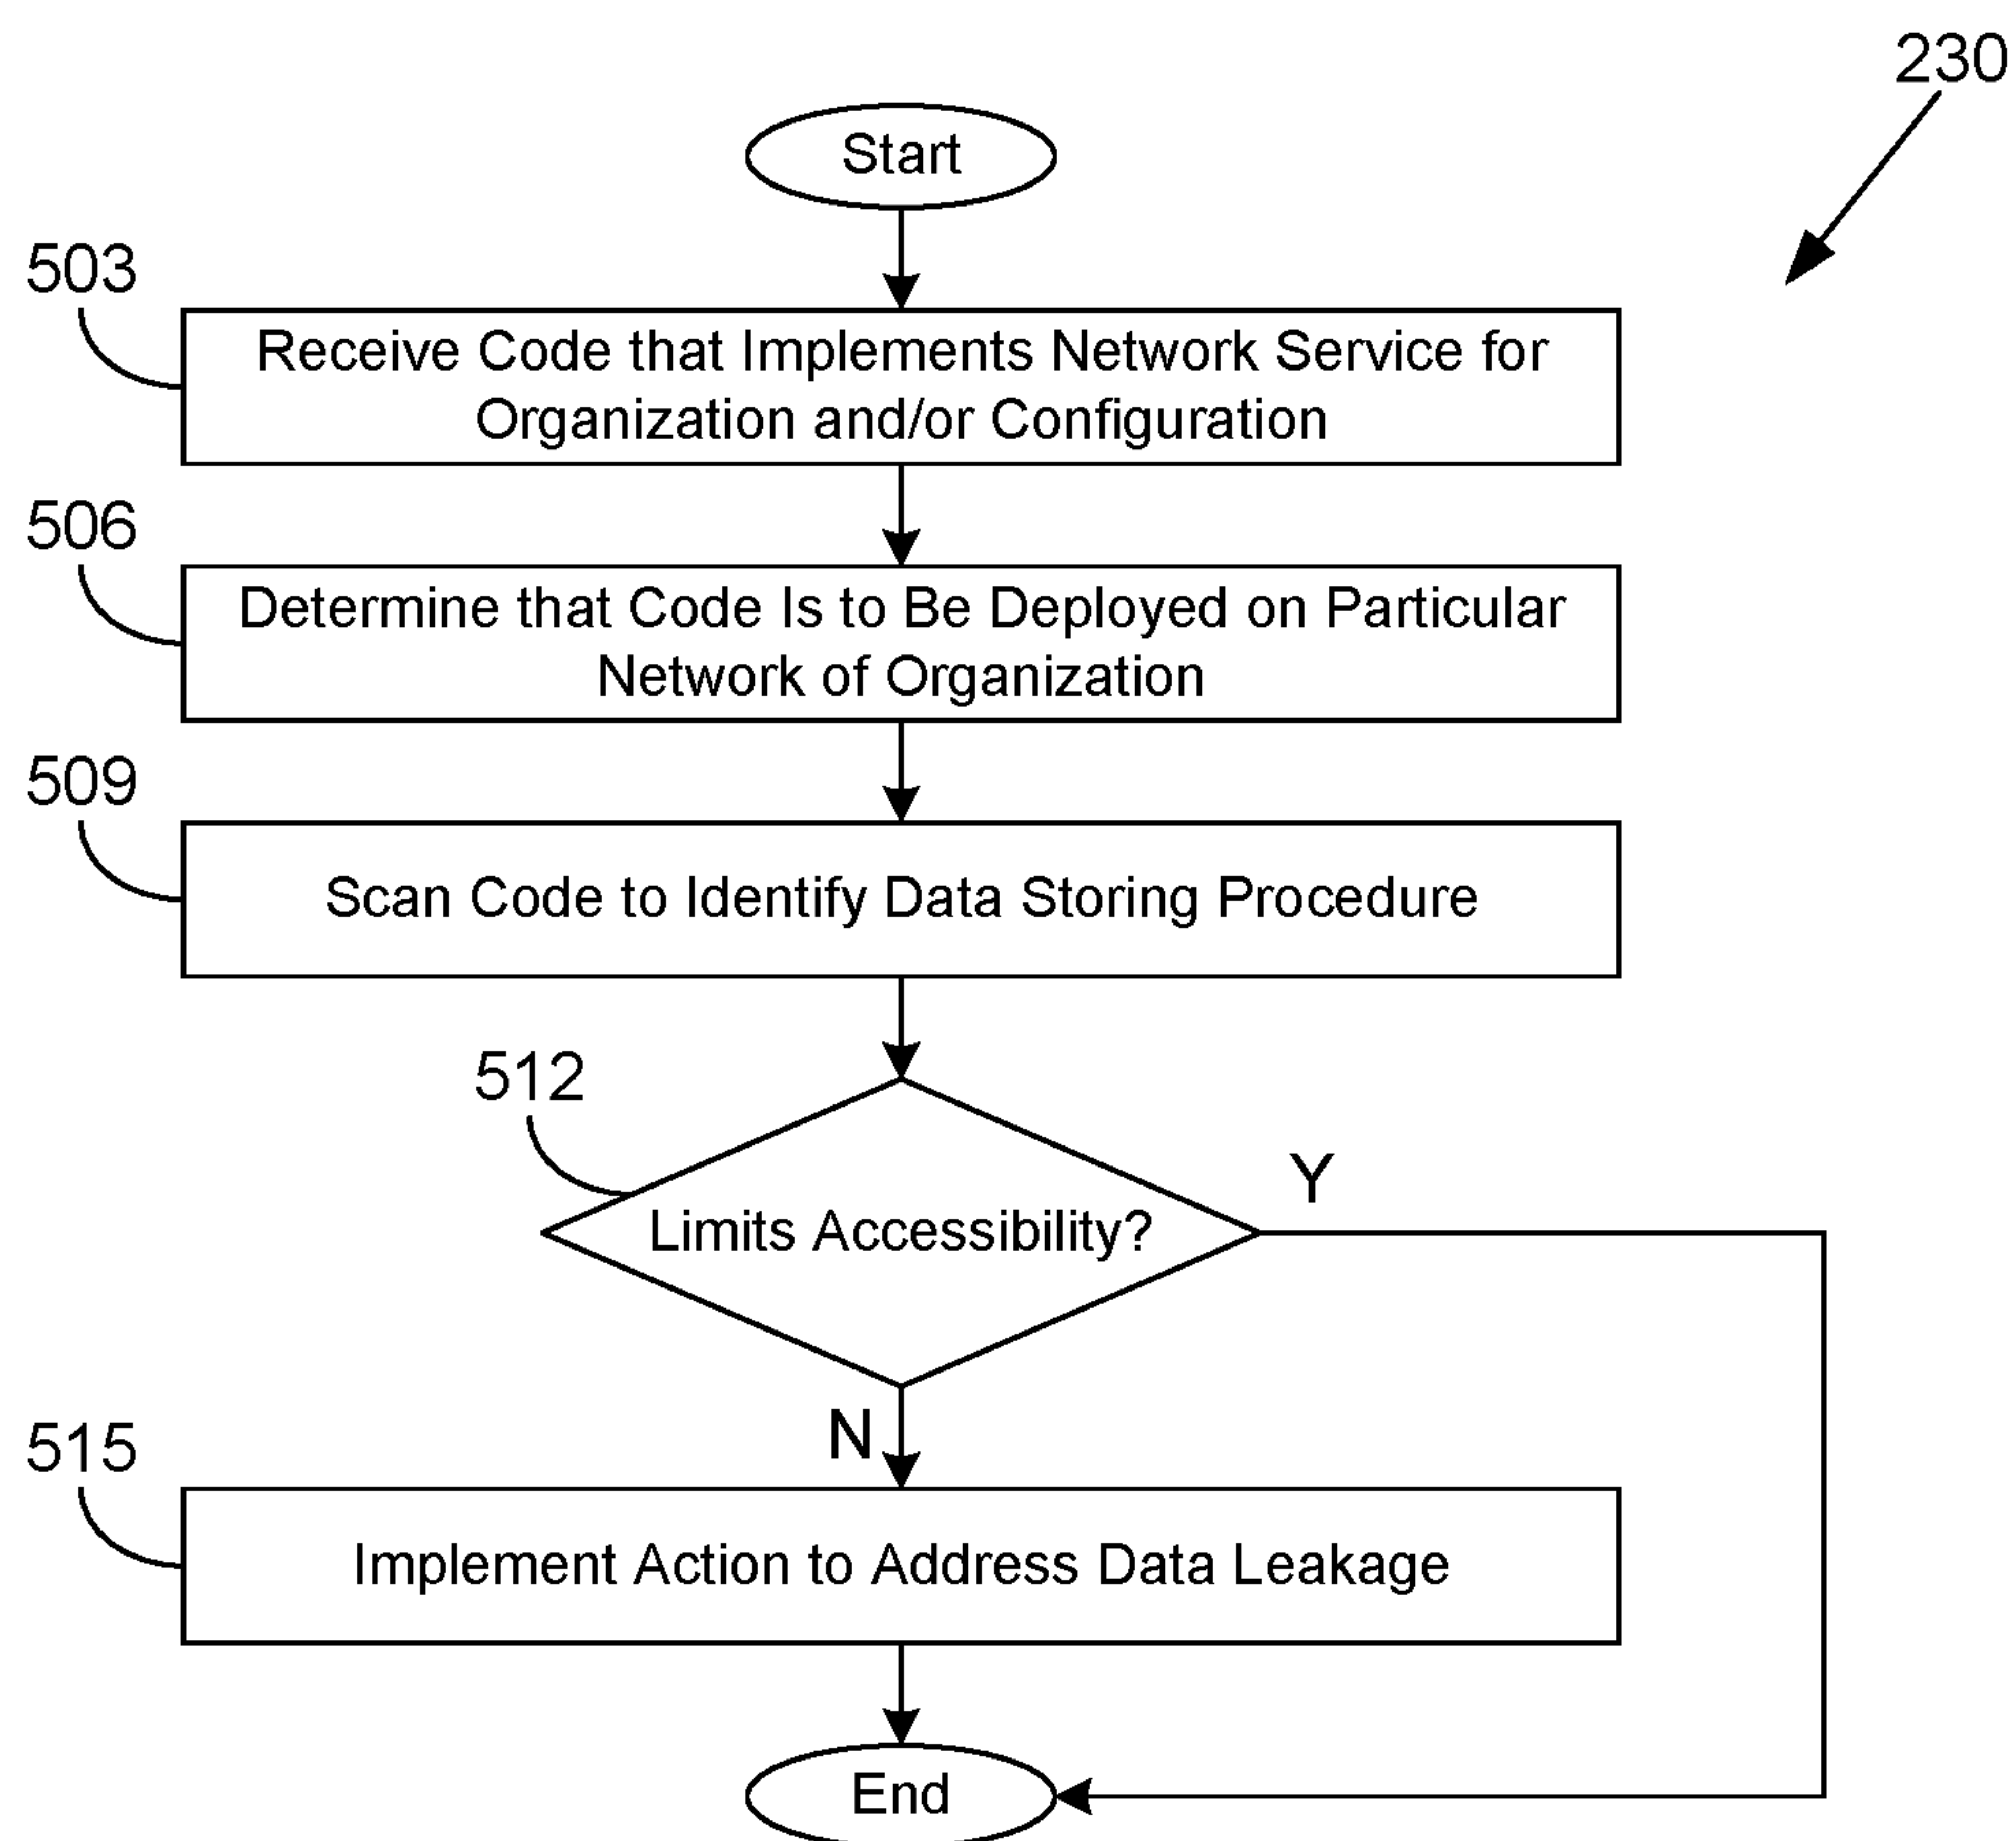 230
Start
503
Receive Code that Implements Network Service for
Organization and/or Configuration
506
Determine that Code Is to Be Deployed on Particular
Network of Organization
509
Scan Code to Identify Data Storing Procedure
512
Limits Accessibility?
Y
N
515
Implement Action to Address Data Leakage
End